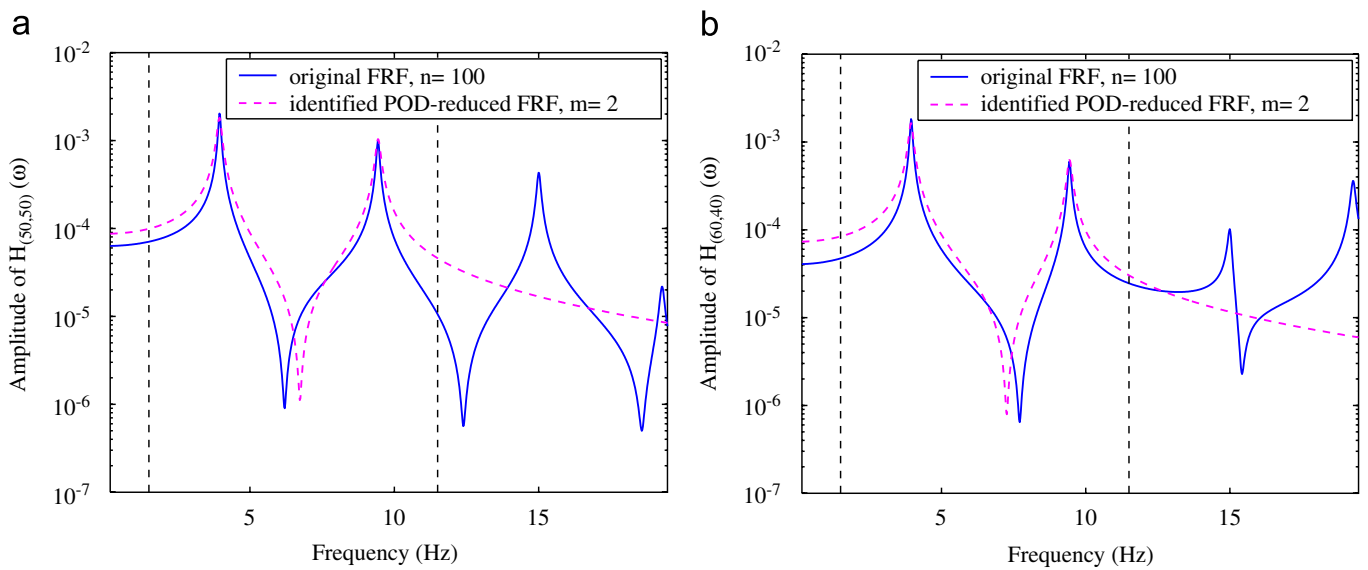 a
10^-2
10^-3
10^-4
10^-5
10^-6
10^-7
Amplitude of H_(50,50) (ω)
original FRF, n= 100
identified POD-reduced FRF, m= 2
5
10
15
Frequency (Hz)
b
10^-2
10^-3
10^-4
10^-5
10^-6
10^-7
Amplitude of H_(60,40) (ω)
original FRF, n= 100
identified POD-reduced FRF, m= 2
5
10
15
Frequency (Hz)